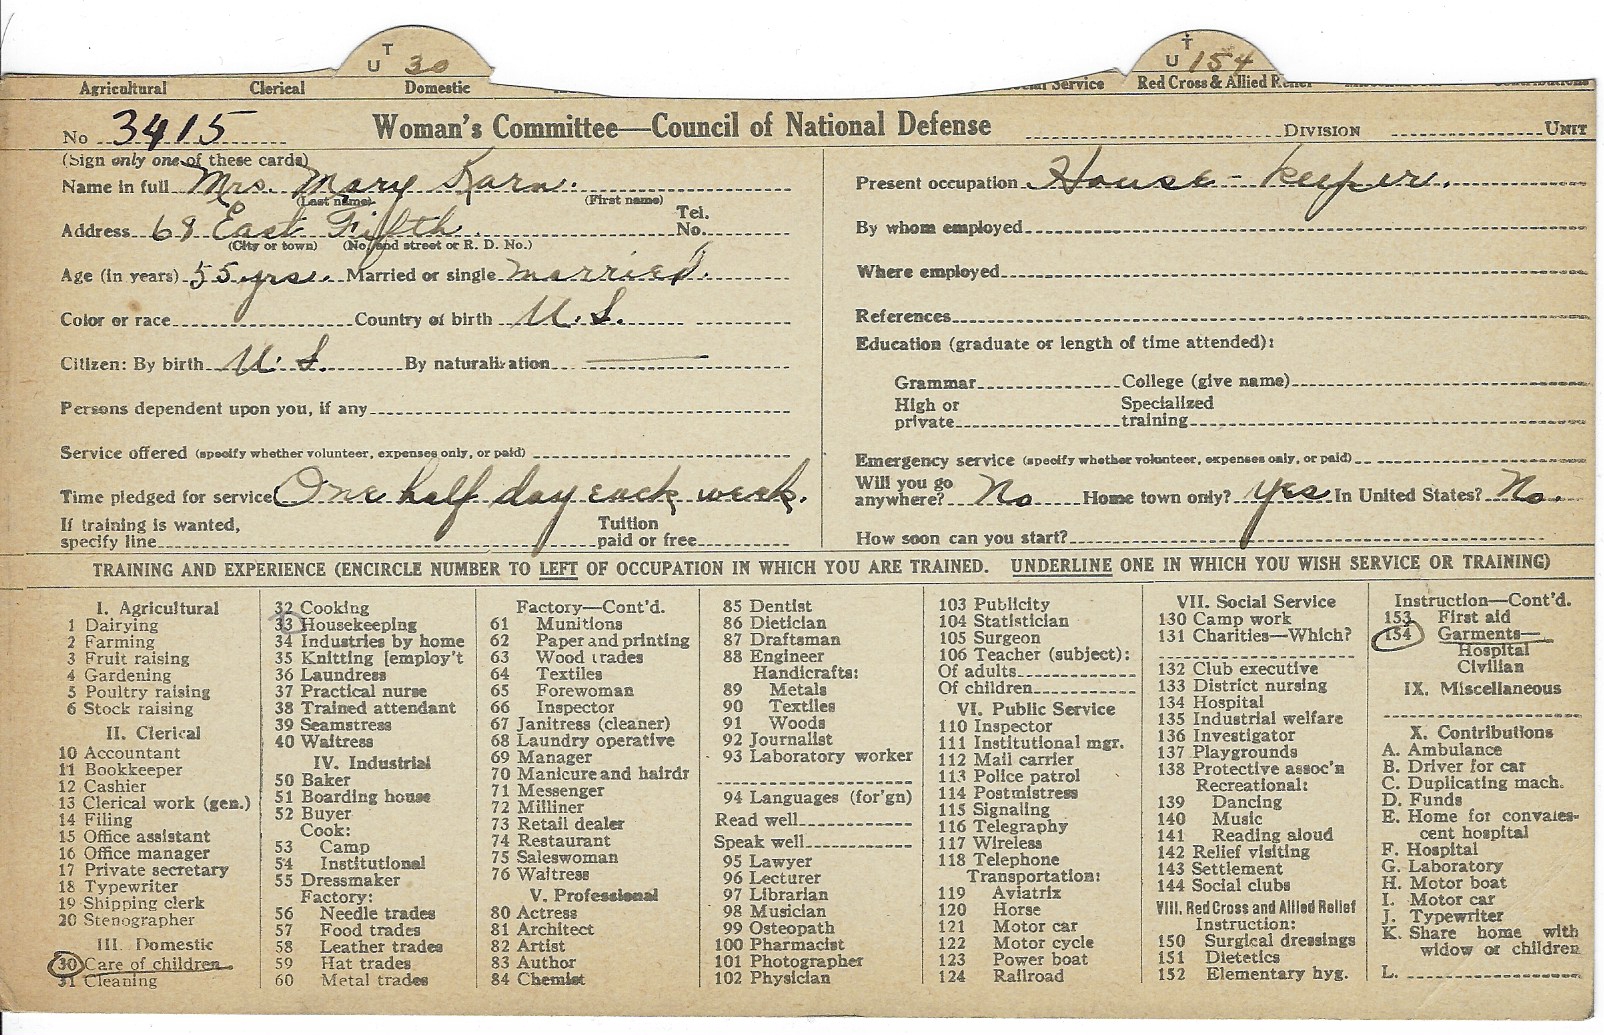 T
U 30
†
U 154
Agricultural Clerical Domestic Service Red Cross & Allied Relief
No 3415 Woman's Committee—Council of National Defense DIVISION UNIT
(Sign only one of these cards)
Name in full Mrs. Mary Karn.
(Last name) (First name)
Address 68 East Fifth. Tel. No.
(City or town) (No. and street or R. D. No.)
Age (in years) 55 yrs. Married or single married.
Color or race Country of birth U. S.
Citizen: By birth U. S. By naturalization
Persons dependent upon you, if any
Service offered (specify whether volunteer, expenses only, or paid)
Time pledged for service One half day each week.
If training is wanted, specify line Tuition paid or free
Present occupation House-keeper.
By whom employed
Where employed
References
Education (graduate or length of time attended):
Grammar College (give name)
High or private Specialized training
Emergency service (specify whether volunteer, expenses only, or paid)
Will you go anywhere? No Home town only? yes In United States? No.
How soon can you start?
TRAINING AND EXPERIENCE (ENCIRCLE NUMBER TO LEFT OF OCCUPATION IN WHICH YOU ARE TRAINED. UNDERLINE ONE IN WHICH YOU WISH SERVICE OR TRAINING)
I. Agricultural
1 Dairying
2 Farming
3 Fruit raising
4 Gardening
5 Poultry raising
6 Stock raising
II. Clerical
10 Accountant
11 Bookkeeper
12 Cashier
13 Clerical work (gen.)
14 Filing
15 Office assistant
16 Office manager
17 Private secretary
18 Typewriter
19 Shipping clerk
20 Stenographer
III. Domestic
30 Care of children
31 Cleaning
32 Cooking
33 Housekeeping
34 Industries by home
35 Knitting [employ't
36 Laundress
37 Practical nurse
38 Trained attendant
39 Seamstress
40 Waitress
IV. Industrial
50 Baker
51 Boarding house
52 Buyer
Cook:
53 Camp
54 Institutional
55 Dressmaker
Factory:
56 Needle trades
57 Food trades
58 Leather trades
59 Hat trades
60 Metal trades
Factory—Cont'd.
61 Munitions
62 Paper and printing
63 Wood trades
64 Textiles
65 Forewoman
66 Inspector
67 Janitress (cleaner)
68 Laundry operative
69 Manager
70 Manicure and hairdr
71 Messenger
72 Milliner
73 Retail dealer
74 Restaurant
75 Saleswoman
76 Waitress
V. Professional
80 Actress
81 Architect
82 Artist
83 Author
84 Chemist
85 Dentist
86 Dietician
87 Draftsman
88 Engineer
Handicrafts:
89 Metals
90 Textiles
91 Woods
92 Journalist
93 Laboratory worker
94 Languages (for'gn)
Read well
Speak well
95 Lawyer
96 Lecturer
97 Librarian
98 Musician
99 Osteopath
100 Pharmacist
101 Photographer
102 Physician
103 Publicity
104 Statistician
105 Surgeon
106 Teacher (subject):
Of adults
Of children
VI. Public Service
110 Inspector
111 Institutional mgr.
112 Mail carrier
113 Police patrol
114 Postmistress
115 Signaling
116 Telegraphy
117 Wireless
118 Telephone
Transportation:
119 Aviatrix
120 Horse
121 Motor car
122 Motor cycle
123 Power boat
124 Railroad
VII. Social Service
130 Camp work
131 Charities—Which?
132 Club executive
133 District nursing
134 Hospital
135 Industrial welfare
136 Investigator
137 Playgrounds
138 Protective assoc'n
Recreational:
139 Dancing
140 Music
141 Reading aloud
142 Relief visiting
143 Settlement
144 Social clubs
VIII. Red Cross and Allied Relief
Instruction:
150 Surgical dressings
151 Dietetics
152 Elementary hyg.
Instruction—Cont'd.
153 First aid
154 Garments—
Hospital
Civilian
IX. Miscellaneous
X. Contributions
A. Ambulance
B. Driver for car
C. Duplicating mach.
D. Funds
E. Home for convales-
cent hospital
F. Hospital
G. Laboratory
H. Motor boat
I. Motor car
J. Typewriter
K. Share home with
widow or children
L.